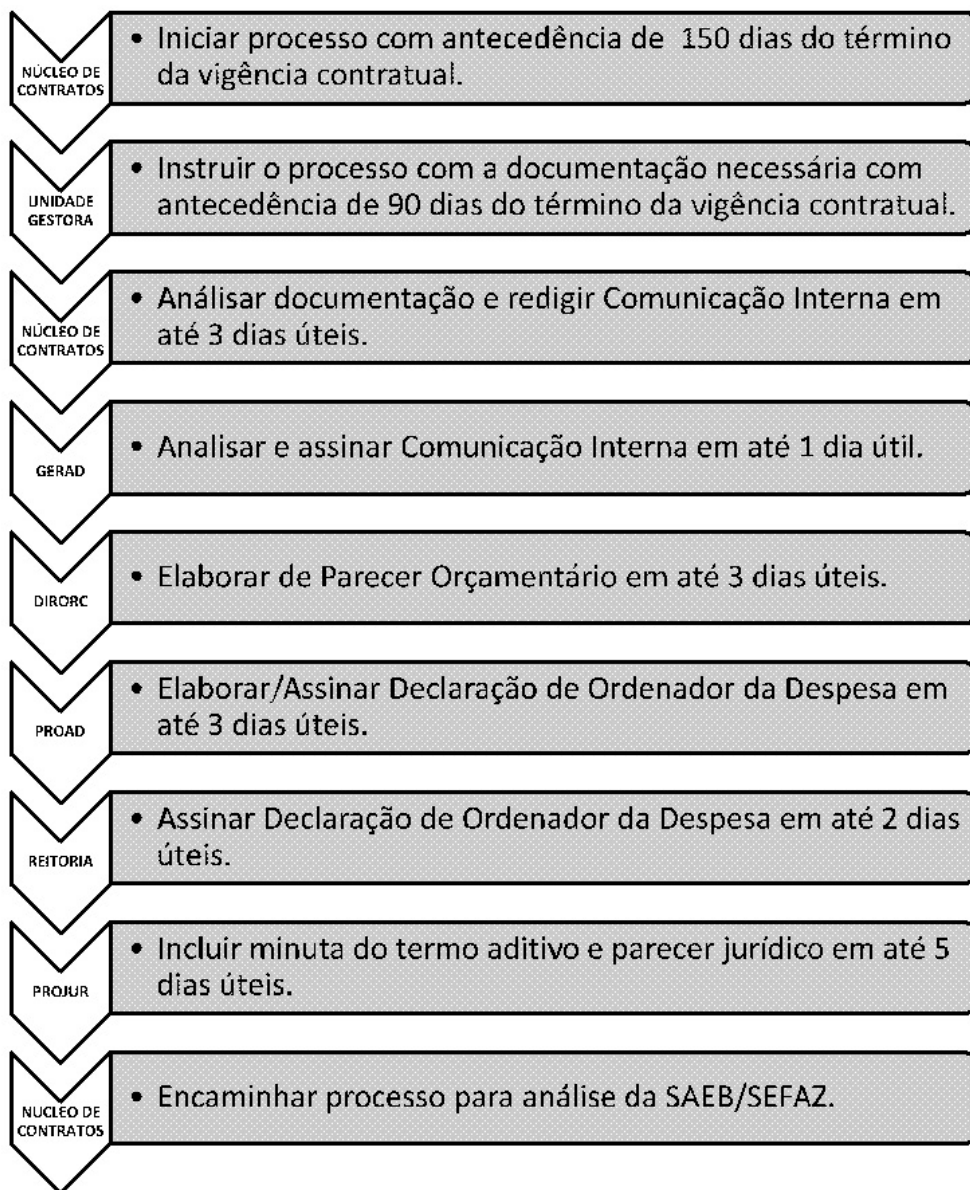 NÚCLEO DE
CONTRATOS
• Iniciar processo com antecedência de 150 dias do término
da vigência contratual.
UNIDADE
GESTORA
• Instruir o processo com a documentação necessária com
antecedência de 90 dias do término da vigência contratual.
NÚCLEO DE
CONTRATOS
• Análisar documentação e redigir Comunicação Interna em
até 3 dias úteis.
GERAD
• Analisar e assinar Comunicação Interna em até 1 dia útil.
DIRORC
• Elaborar de Parecer Orçamentário em até 3 dias úteis.
PROAD
• Elaborar/Assinar Declaração de Ordenador da Despesa em
até 3 dias úteis.
REITORIA
• Assinar Declaração de Ordenador da Despesa em até 2 dias
úteis.
PROJUR
• Incluir minuta do termo aditivo e parecer jurídico em até 5
dias úteis.
NUCLEO DE
CONTRATOS
• Encaminhar processo para análise da SAEB/SEFAZ.